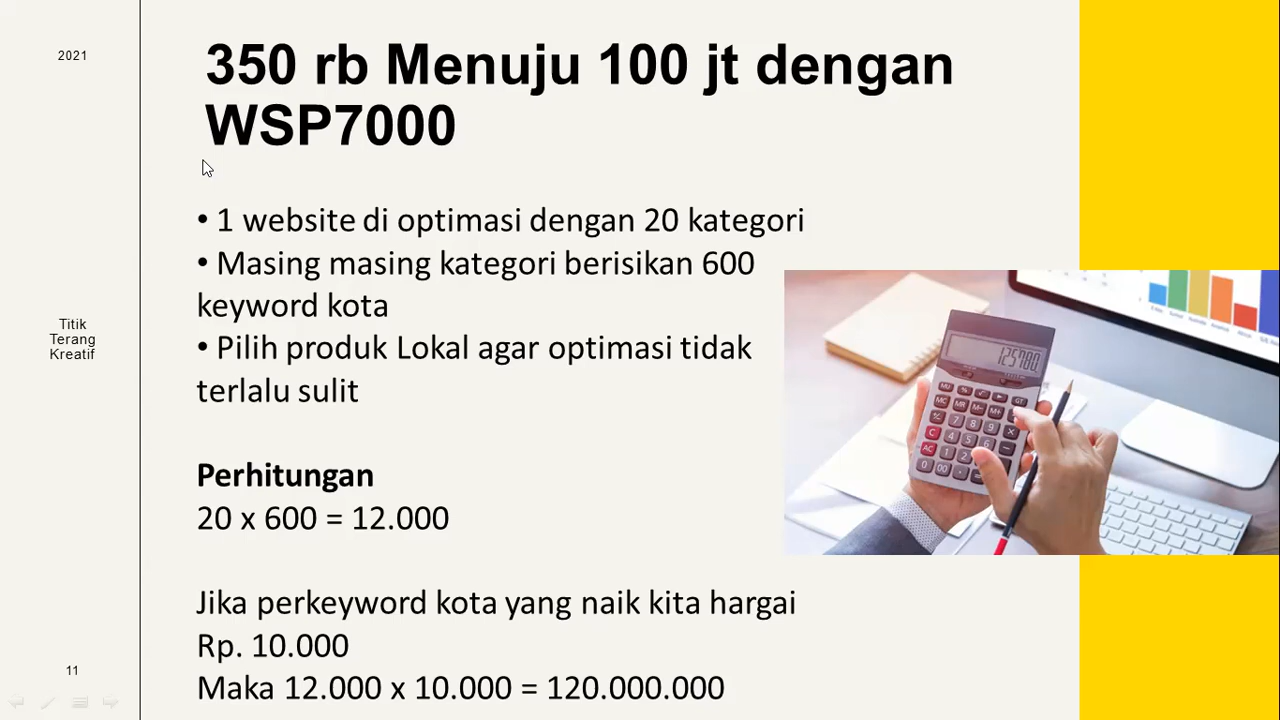 2021
350 rb Menuju 100 jt dengan
WSP7000
• 1 website di optimasi dengan 20 kategori
• Masing masing kategori berisikan 600
keyword kota
• Pilih produk Lokal agar optimasi tidak
terlalu sulit
Titik
Terang
Kreatif
Perhitungan
20 x 600 = 12.000
Jika perkeyword kota yang naik kita hargai
Rp. 10.000
Maka 12.000 x 10.000 = 120.000.000
11
125780